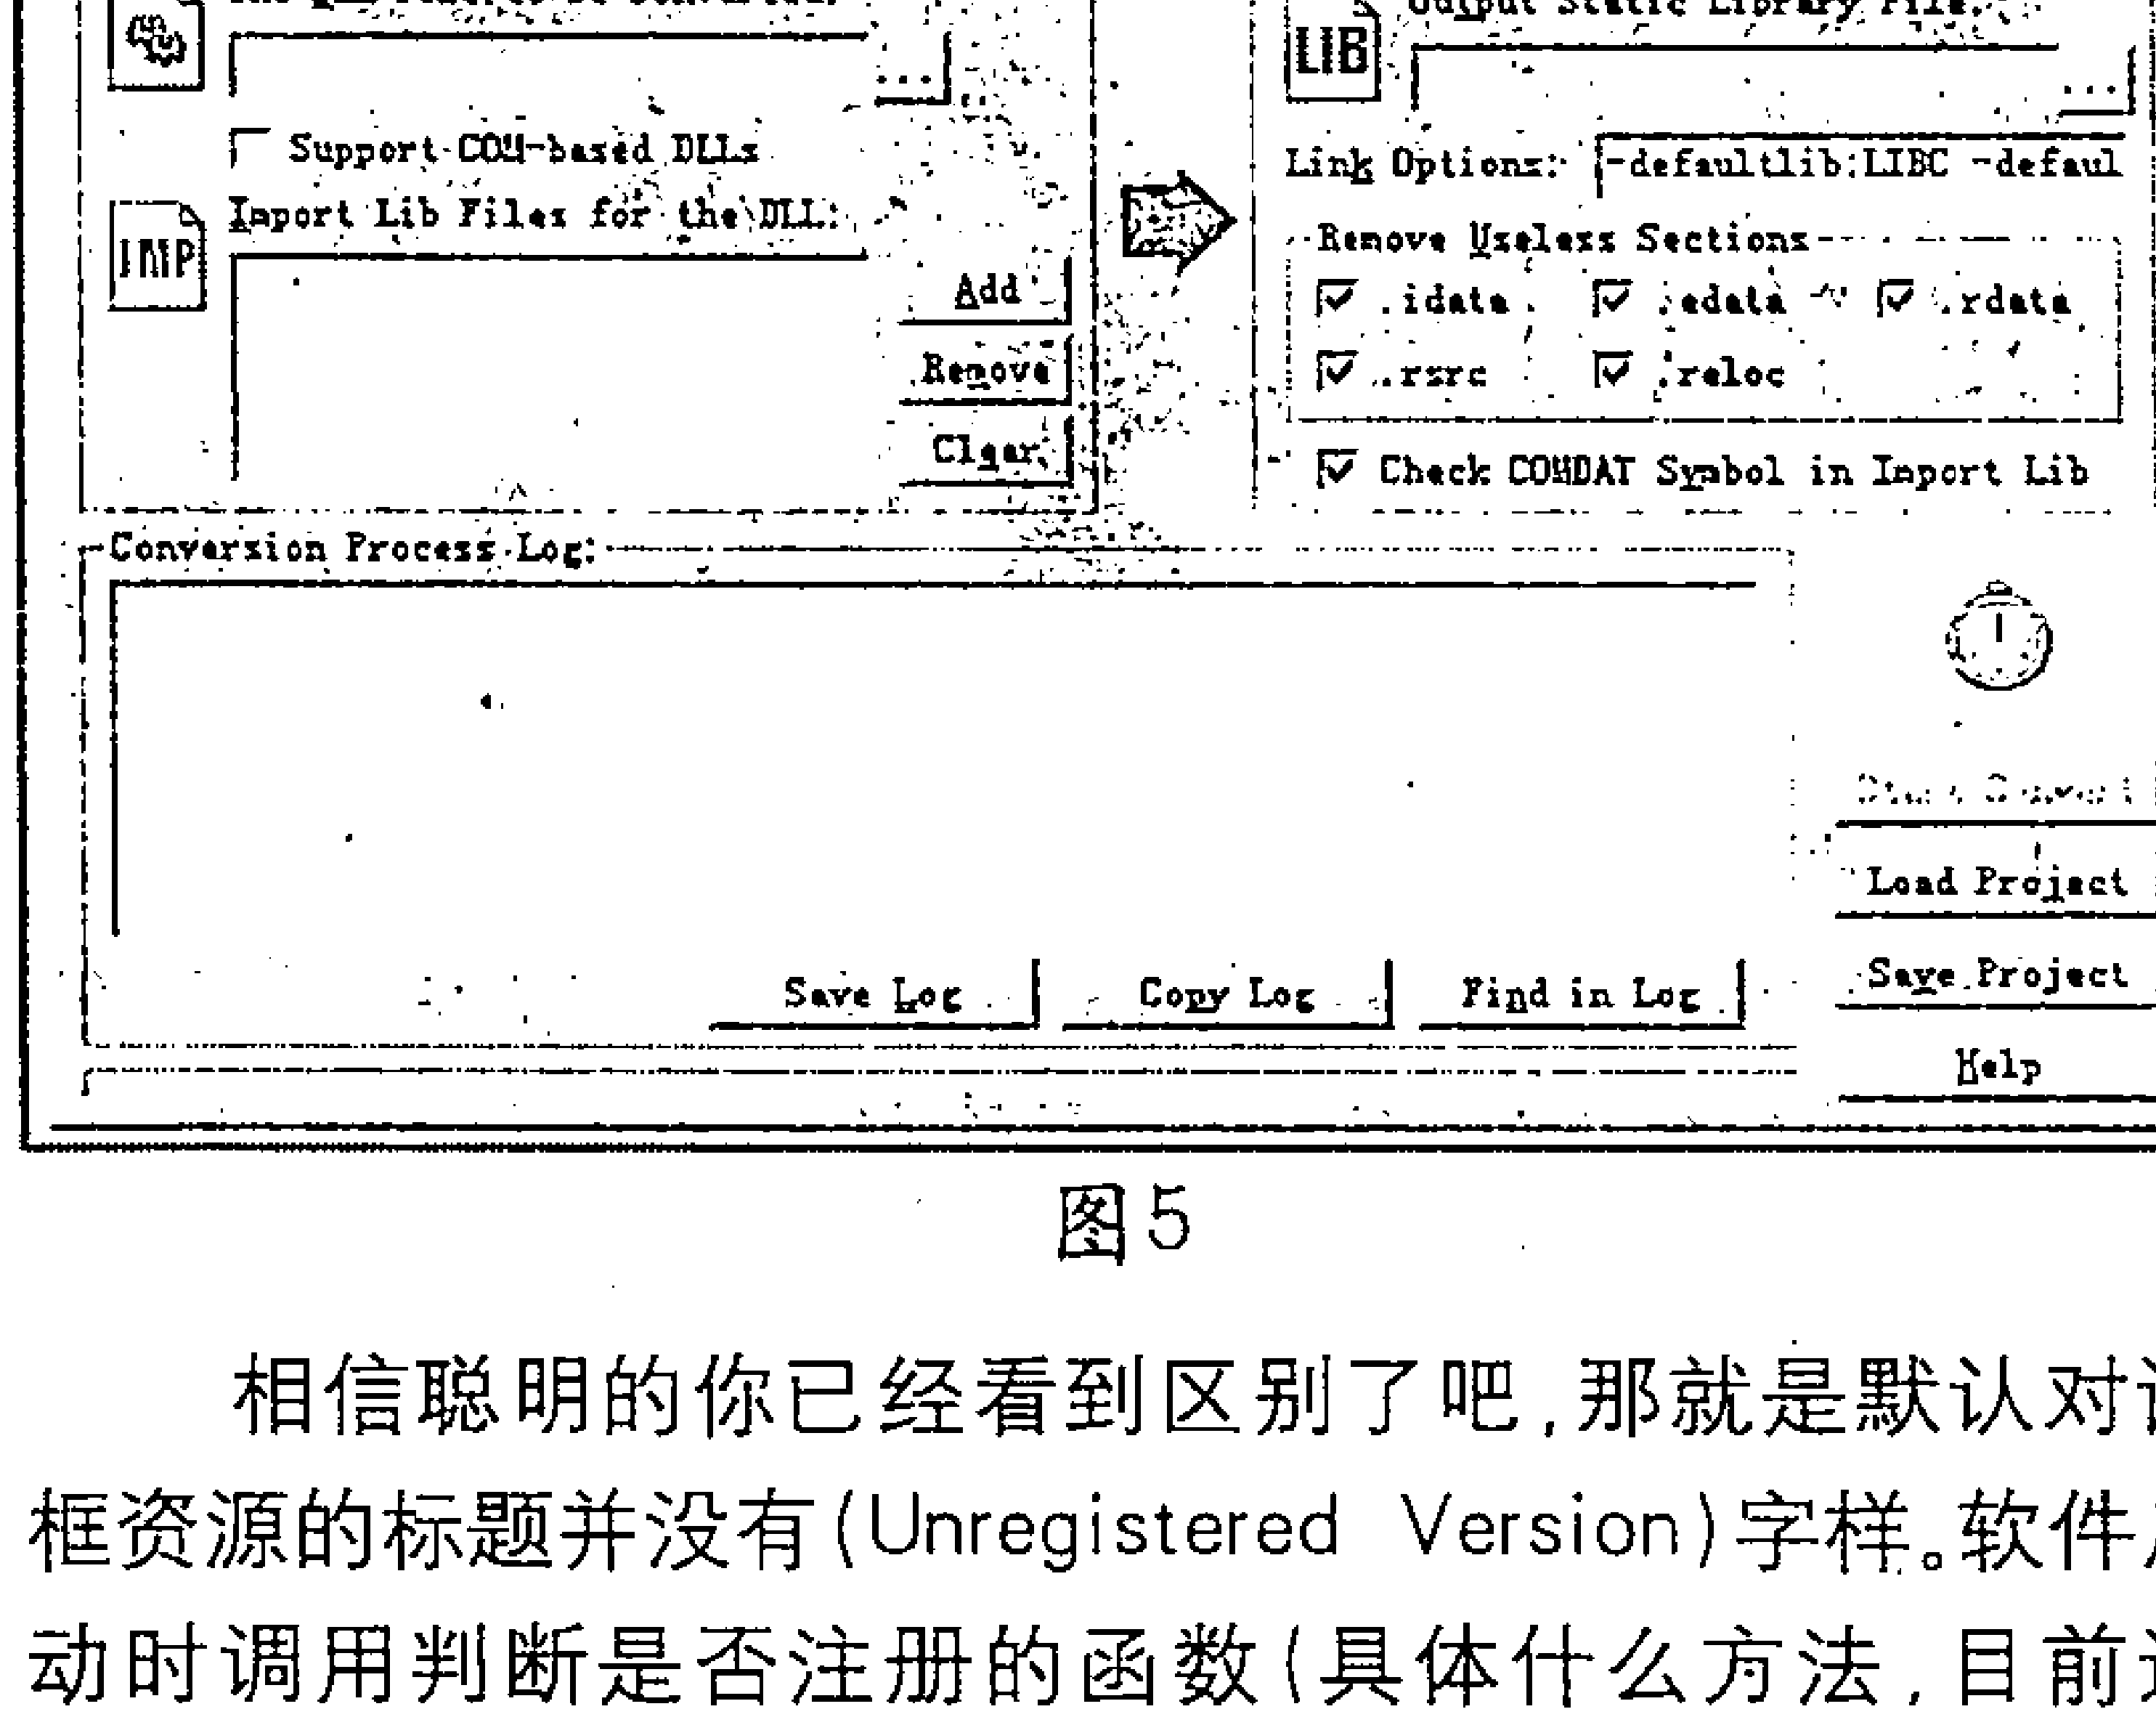 Output Static Library File:
LIB
...
...
Support COM-based DLLs
Link Options: -defaultlib:LIBC -defaul
Import Lib Files for the DLL:
IMP
Remove Useless Sections
Add
.idata .edata .rdata
Remove
.rsrc .reloc
Clear
Check COMDAT Symbol in Import Lib
Conversion Process Log:
Load Project
Save Log Copy Log Find in Log
Save Project
Help
图5
相信聪明的你已经看到区别了吧,那就是默认对
框资源的标题并没有(Unregistered Version)字样。软件
动时调用判断是否注册的函数(具体什么方法,目前